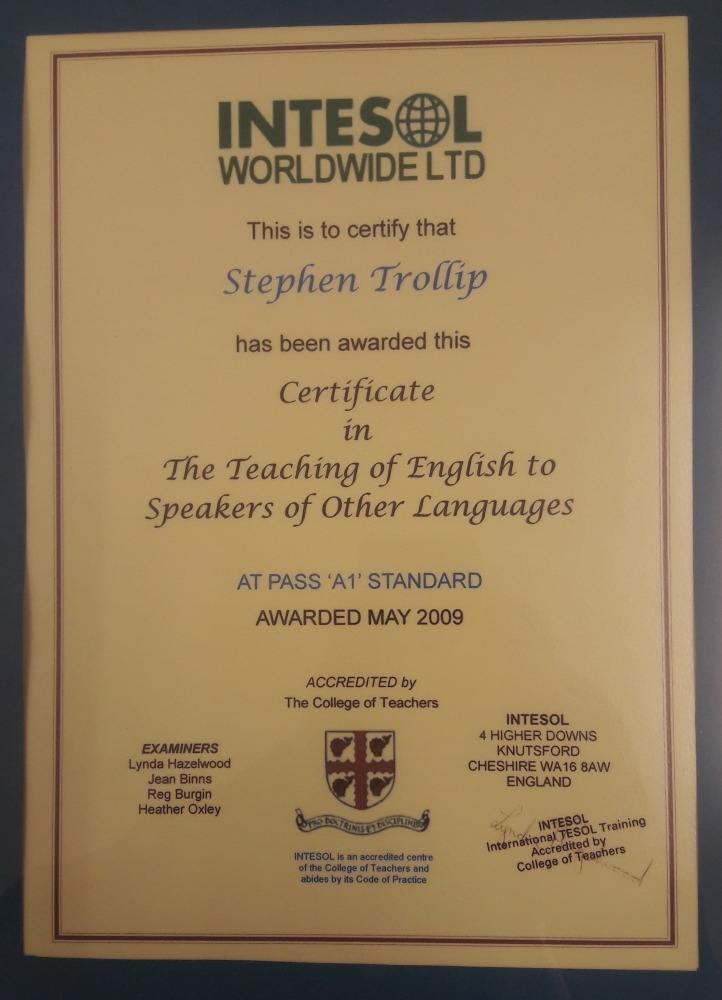 INTESOL
WORLDWIDE LTD
This is to certify that
Stephen Trollip
has been awarded this
Certificate
in
The Teaching of English to
Speakers of Other Languages
AT PASS ‘A1’ STANDARD
AWARDED MAY 2009
ACCREDITED by
The College of Teachers
EXAMINERS
Lynda Hazelwood
Jean Binns
Reg Burgin
Heather Oxley
PRO DOCTRINIS ET DISCIPLINIS
INTESOL is an accredited centre
of the College of Teachers and
abides by its Code of Practice
INTESOL
4 HIGHER DOWNS
KNUTSFORD
CHESHIRE WA16 8AW
ENGLAND
INTESOL
International TESOL Training
Accredited by
College of Teachers